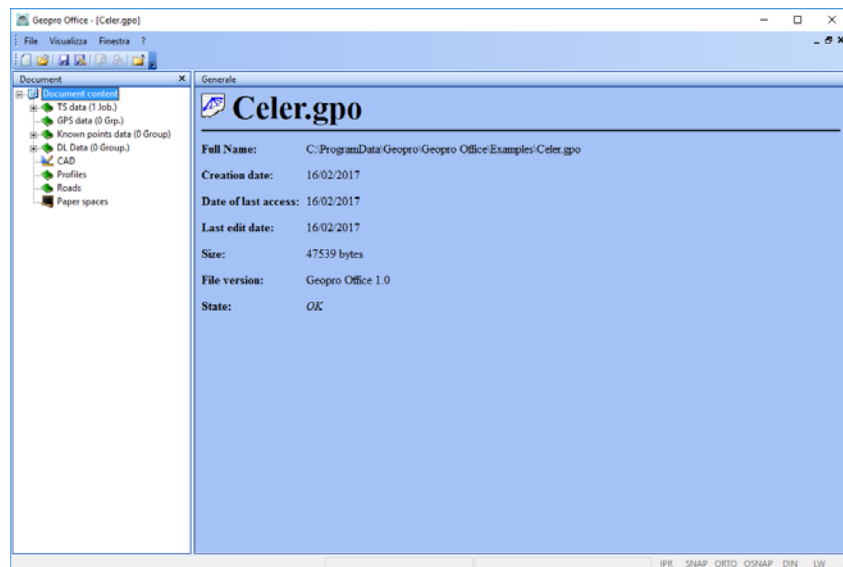 Geopro Office - [Celer.gpo]
File Visualizza Finestra ?
Document
Generale
Document content
TS data (1 Job.)
GPS data (0 Grp.)
Known points data (0 Group)
DL Data (0 Group.)
CAD
Profiles
Roads
Paper spaces
Celer.gpo
Full Name: C:\ProgramData\Geopro\Geopro Office\Examples\Celer.gpo
Creation date: 16/02/2017
Date of last access: 16/02/2017
Last edit date: 16/02/2017
Size: 47539 bytes
File version: Geopro Office 1.0
State: OK
IPR SNAP ORTO OSNAP DIN LW